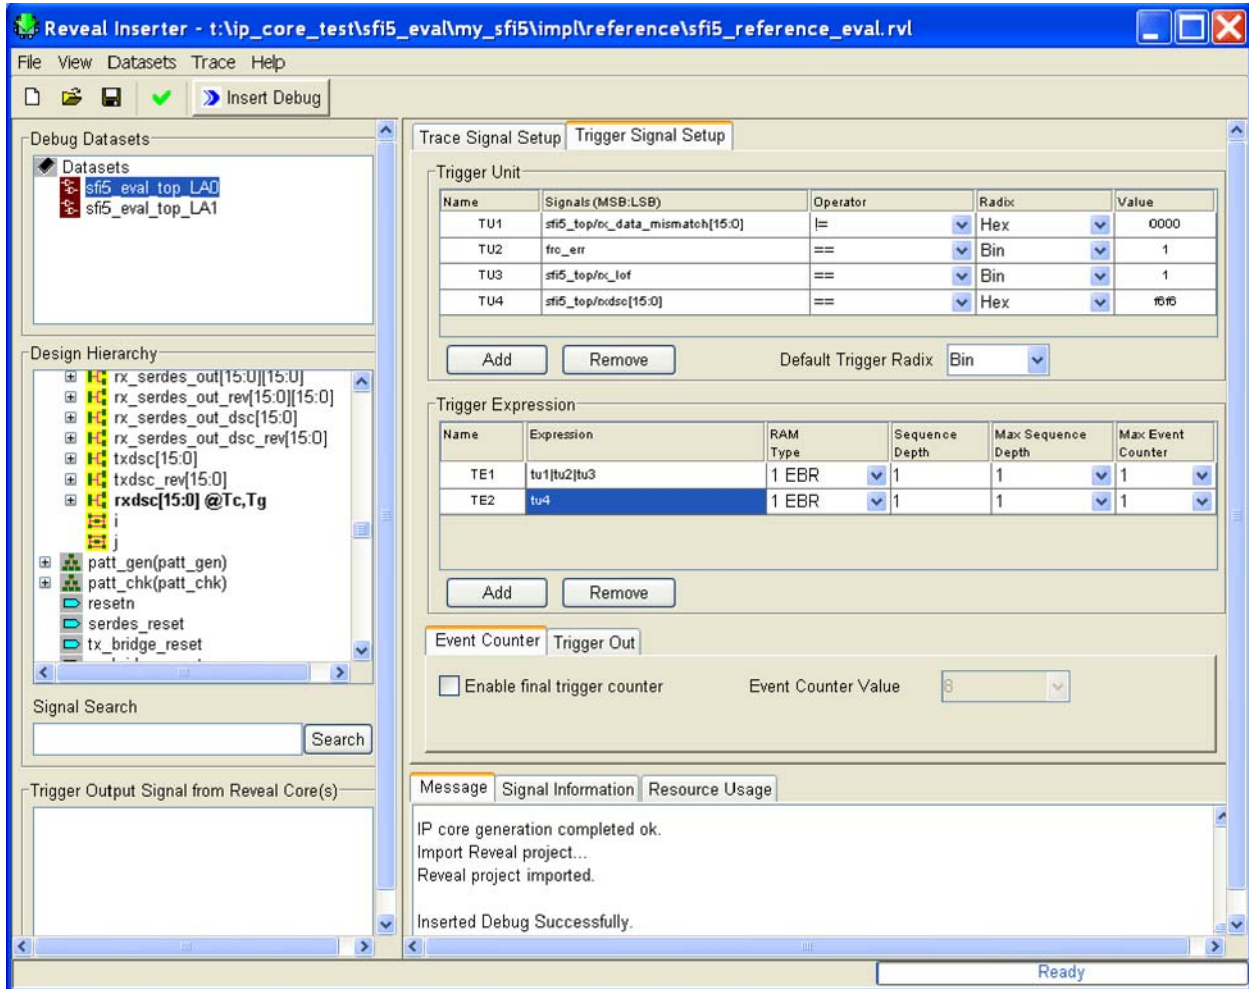 Reveal Inserter - t:\ip_core_test\sfi5_eval\my_sfi5\impl\reference\sfi5_reference_eval.rvl
File View Datasets Trace Help
Insert Debug
Debug Datasets
Datasets
sfi5_eval_top_LA0
sfi5_eval_top_LA1
Design Hierarchy
rx_serdes_out[15:0][15:0]
rx_serdes_out_rev[15:0][15:0]
rx_serdes_out_dsc[15:0]
rx_serdes_out_dsc_rev[15:0]
txdsc[15:0]
txdsc_rev[15:0]
rxdsc[15:0] @Tc,Tg
i
j
patt_gen(patt_gen)
patt_chk(patt_chk)
resetn
serdes_reset
tx_bridge_reset
Signal Search
Search
Trigger Output Signal from Reveal Core(s)
Trace Signal Setup Trigger Signal Setup
Trigger Unit
Name Signals (MSB:LSB) Operator Radix Value
TU1 sfi5_top/rx_data_mismatch[15:0] != Hex 0000
TU2 frc_err == Bin 1
TU3 sfi5_top/rx_lof == Bin 1
TU4 sfi5_top/rxdsc[15:0] == Hex f6f6
Add Remove Default Trigger Radix Bin
Trigger Expression
Name Expression RAM Type Sequence Depth Max Sequence Depth Max Event Counter
TE1 tu1|tu2|tu3 1 EBR 1 1 1
TE2 tu4 1 EBR 1 1 1
Add Remove
Event Counter Trigger Out
Enable final trigger counter Event Counter Value 8
Message Signal Information Resource Usage
IP core generation completed ok.
Import Reveal project...
Reveal project imported.
Inserted Debug Successfully.
Ready